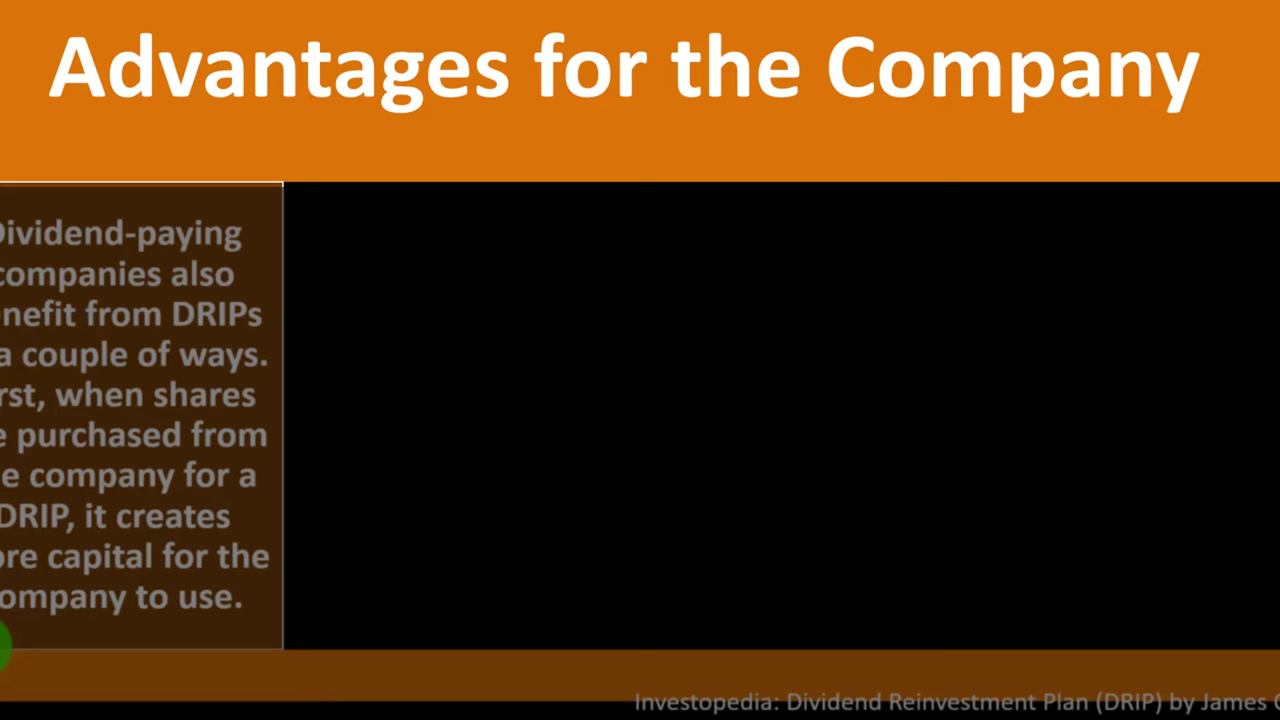 Advantages for the Company
Dividend-paying
companies also
nefit from DRIPs
a couple of ways.
rst, when shares
e purchased from
e company for a
DRIP, it creates
ore capital for the
ompany to use.
Investopedia: Dividend Reinvestment Plan (DRIP) by James